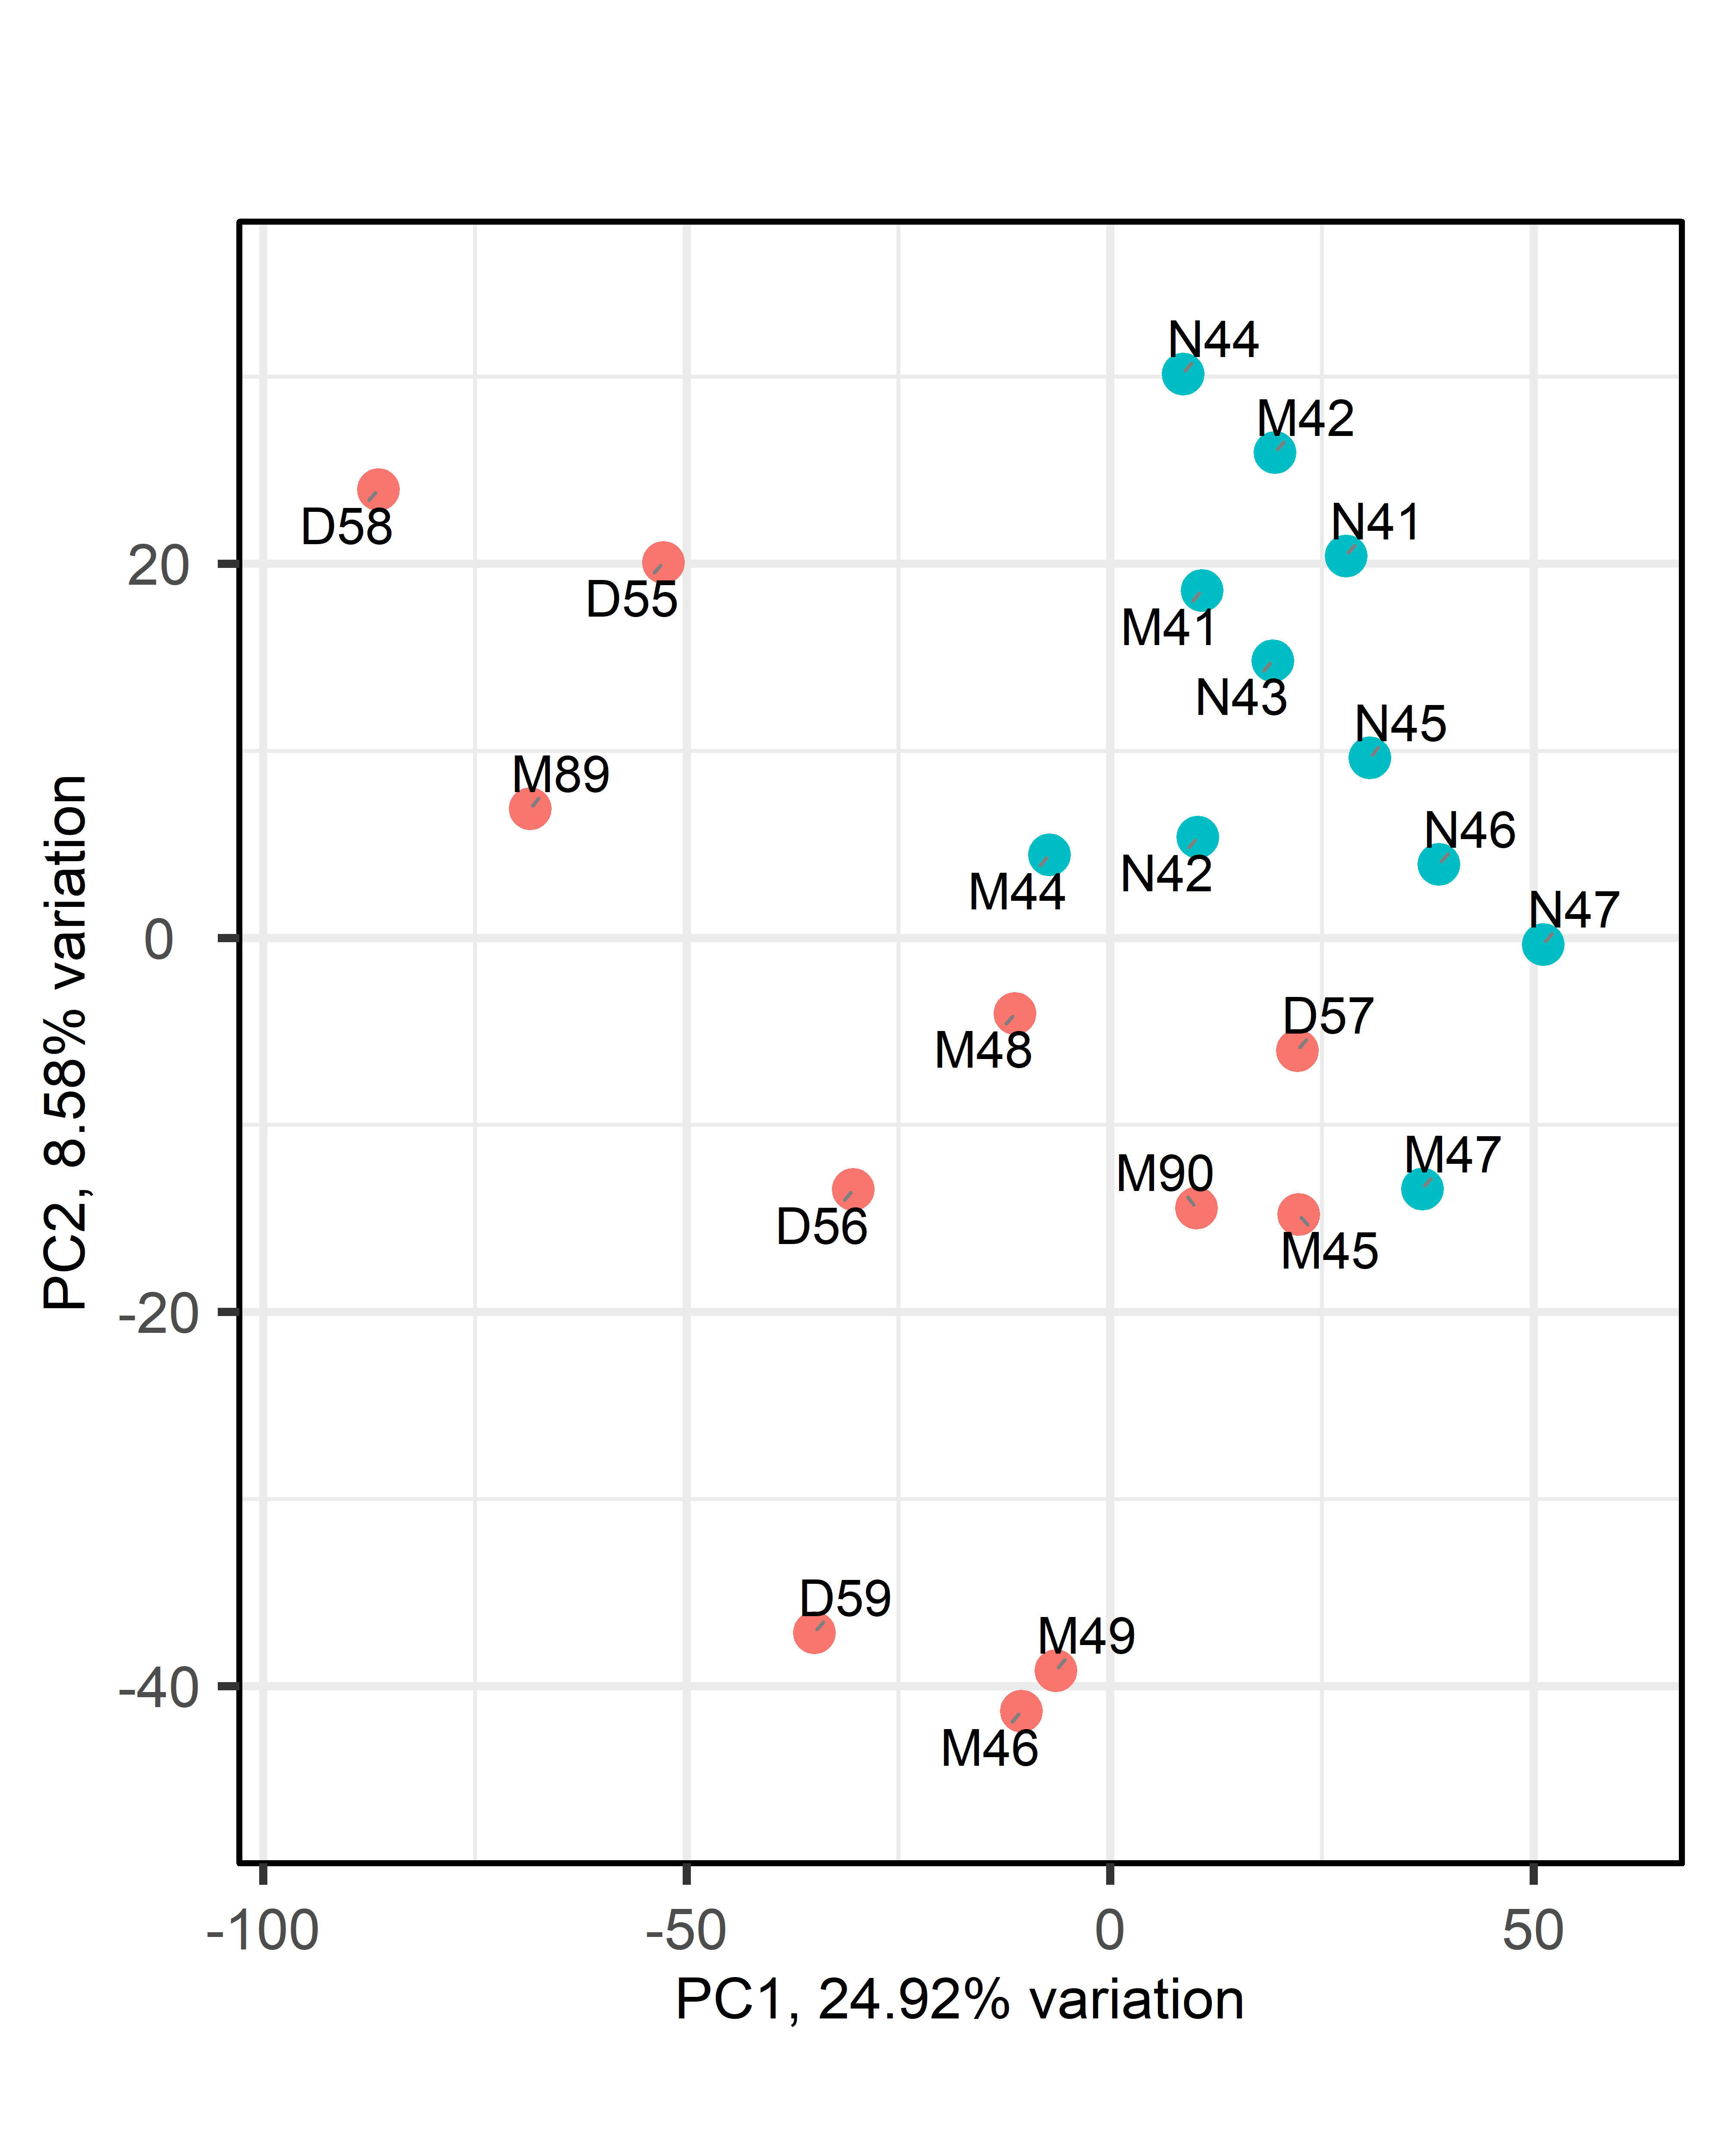 N44
M42
D58
N41
20
D55
M41
N43
N45
M89
N46
N42
M44
N47
0
D57
M48
M47
M90
D56
M45
-20
D59
M49
-40
M46
PC2, 8.58% variation
-100
-50
0
50
PC1, 24.92% variation